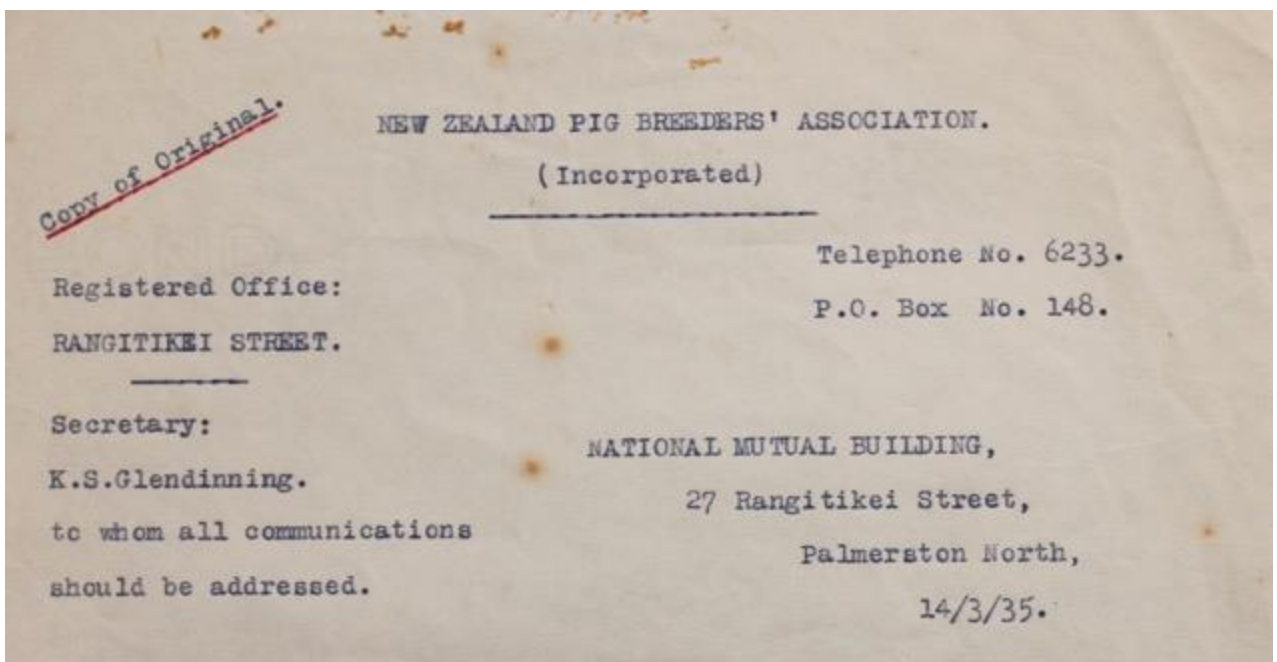 Copy of Original.
NEW ZEALAND PIG BREEDERS' ASSOCIATION.
(Incorporated)
Telephone No. 6233.
P.O. Box No. 148.
Registered Office:
RANGITIKEI STREET.
Secretary:
K.S.Glendinning.
to whom all communications
should be addressed.
NATIONAL MUTUAL BUILDING,
27 Rangitikei Street,
Palmerston North,
14/3/35.